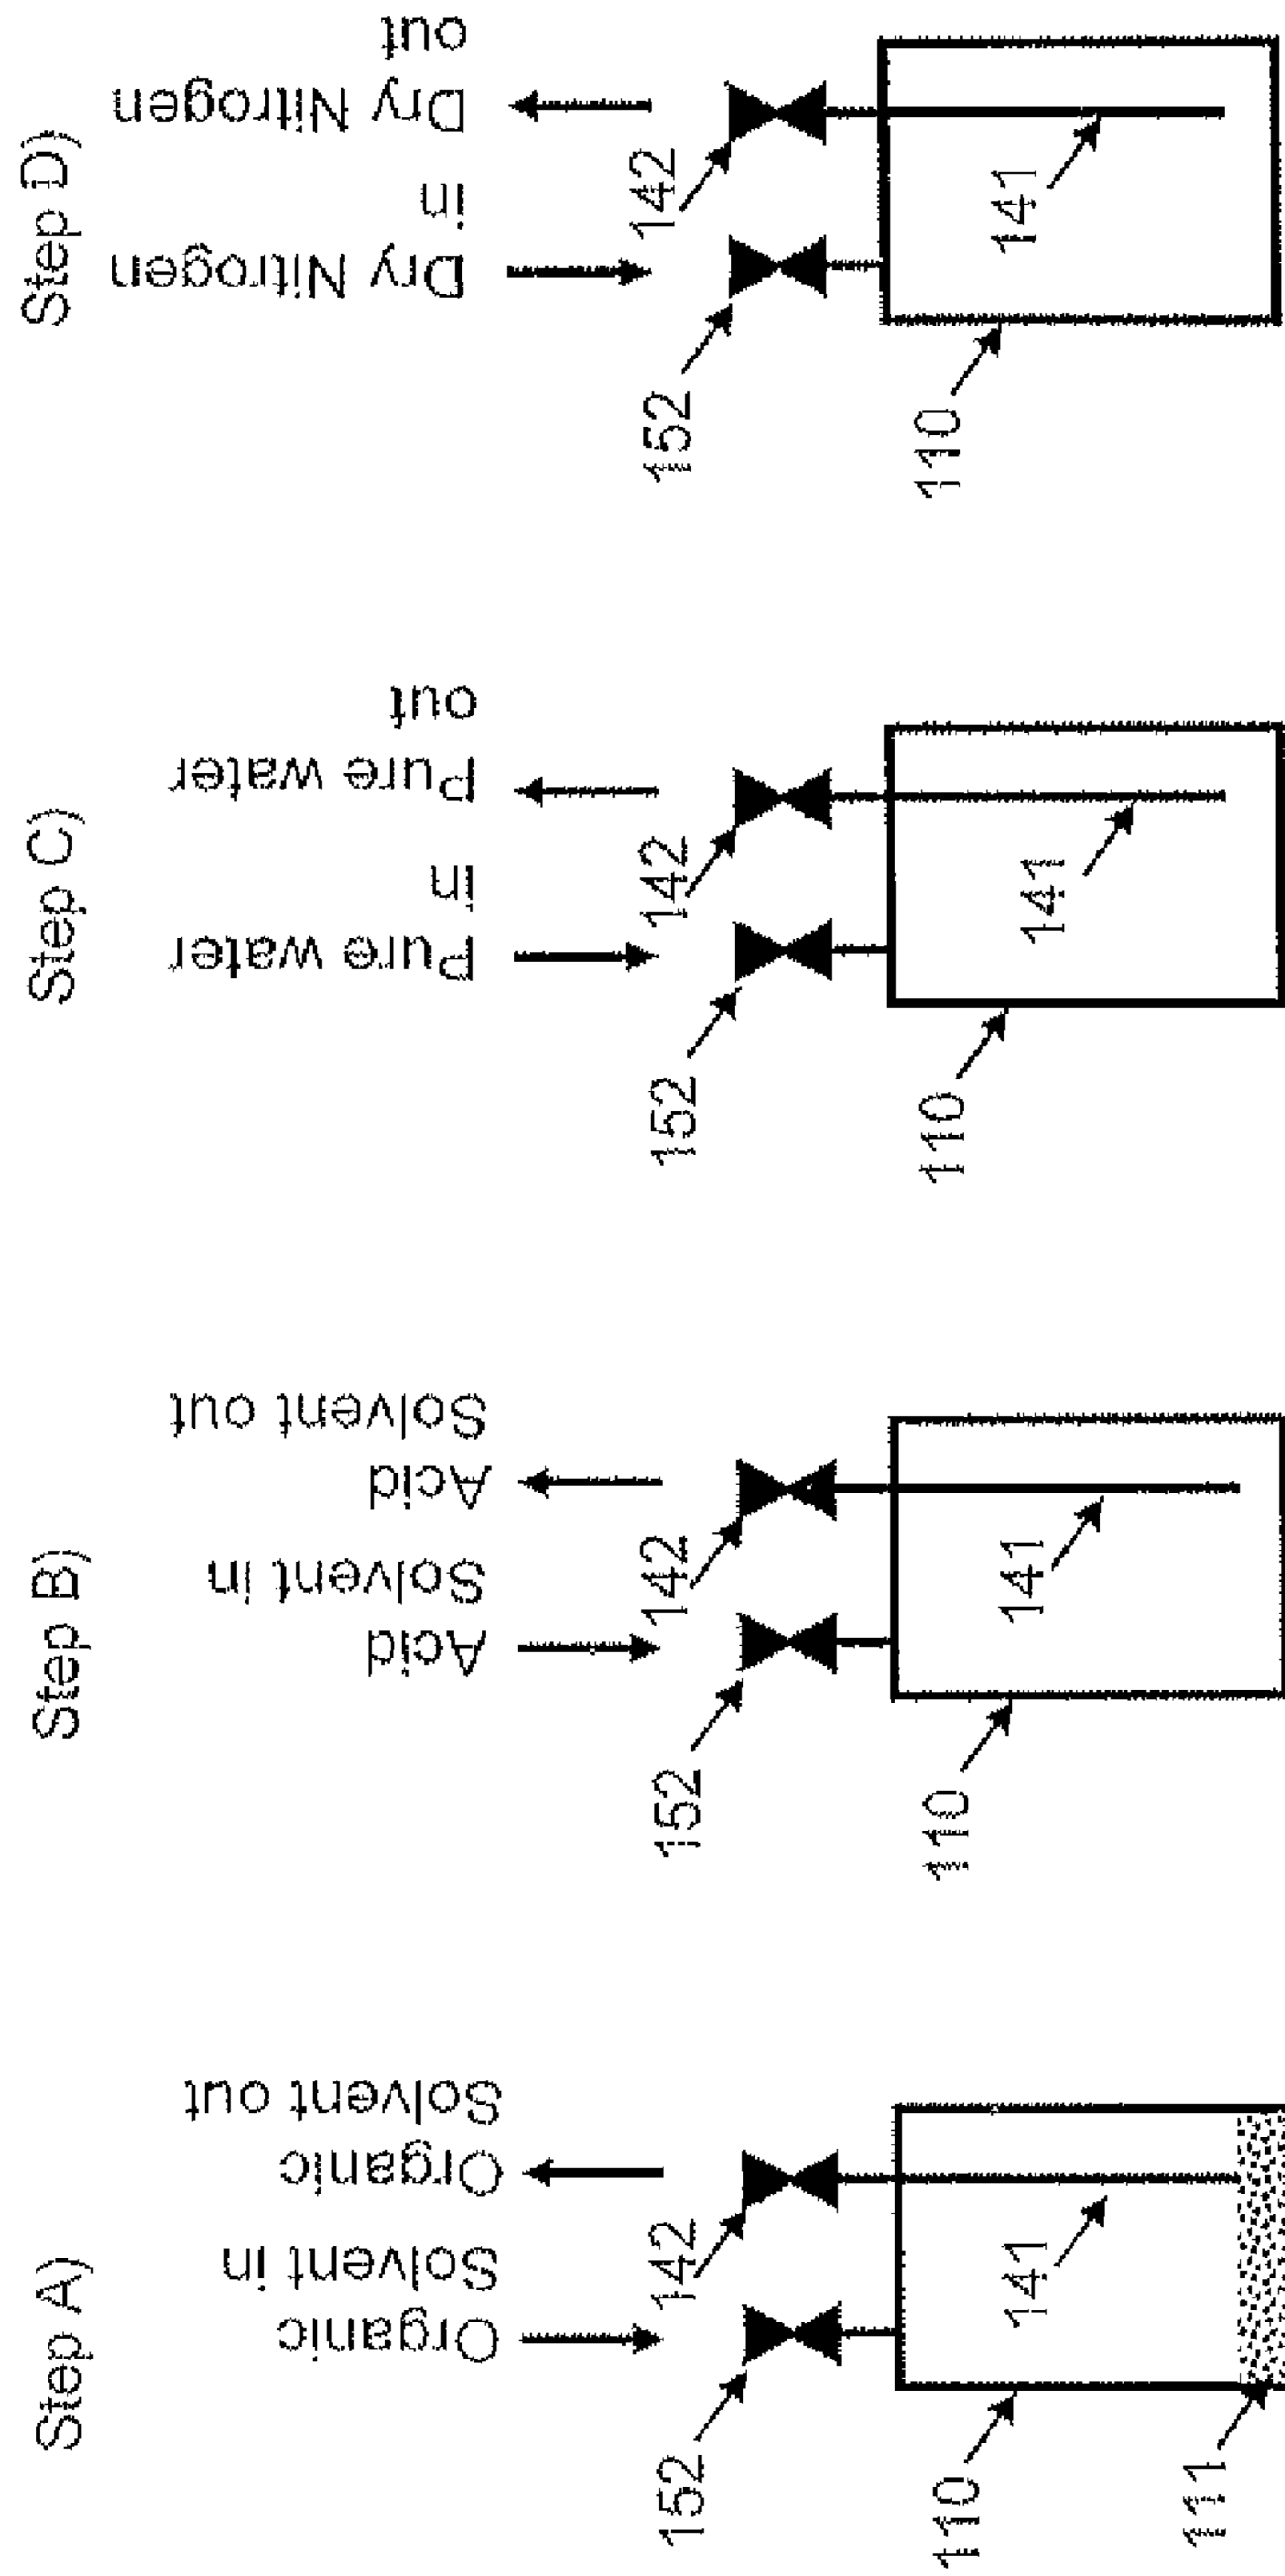 Step A)
Organic
Solvent in
Organic
Solvent out
152
142
110
141
111
Step B)
Acid
Solvent in
Acid
Solvent out
152
142
110
141
Step C)
Pure water
in
Pure water
out
152
142
110
141
Step D)
Dry Nitrogen
in
Dry Nitrogen
out
152
142
110
141